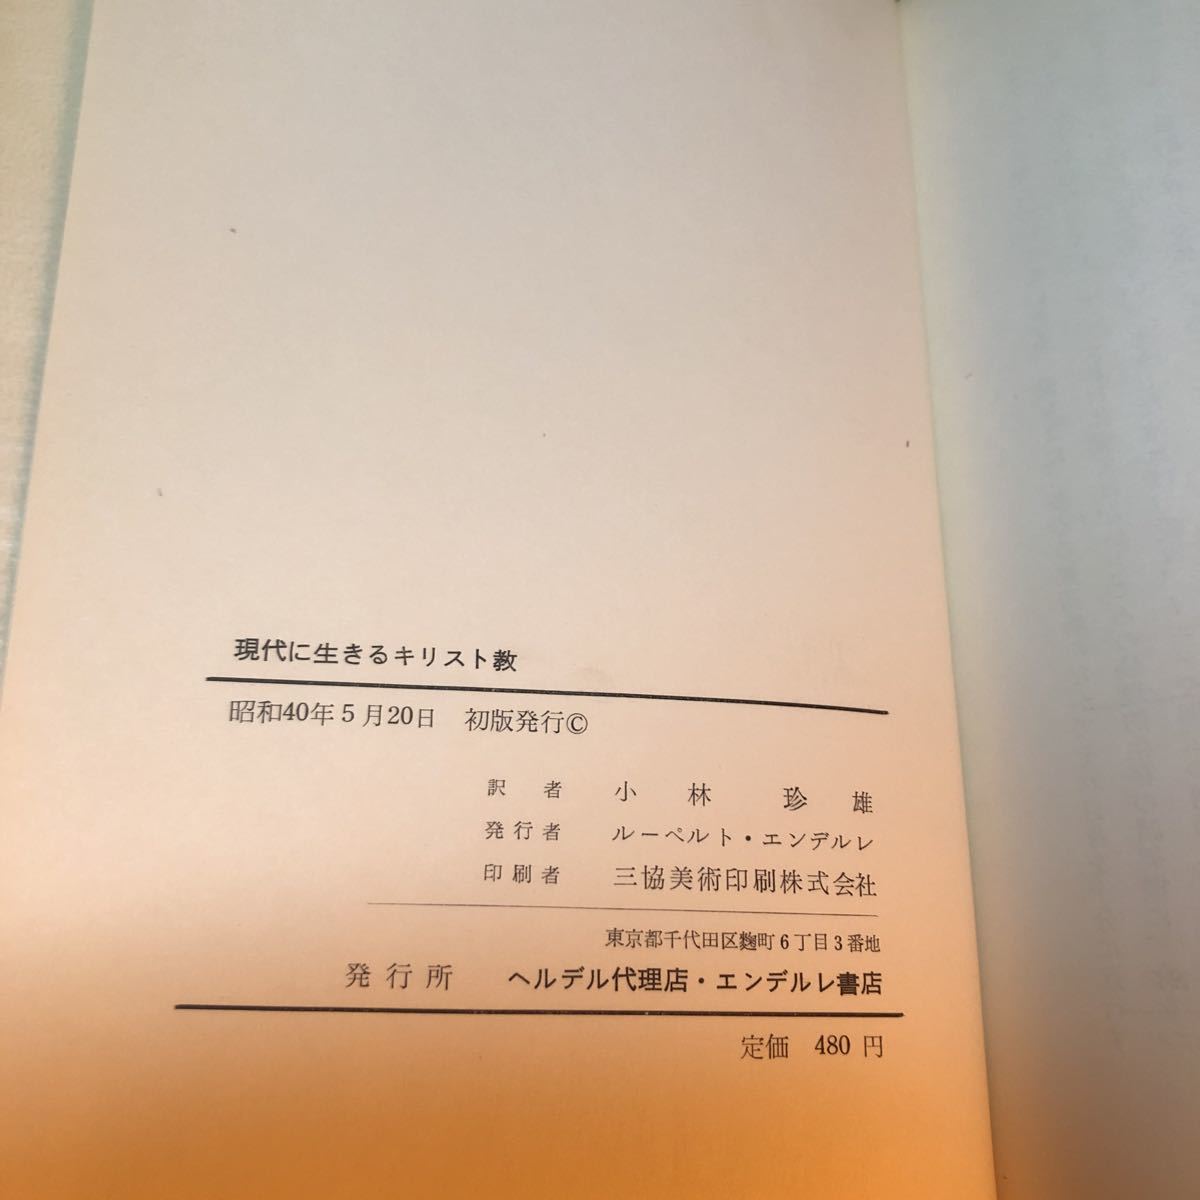 現代に生きるキリスト教
昭和40年5月20日 初版発行©
訳者 小林珍雄
発行者 ルーペルト・エンデルレ
印刷者 三協美術印刷株式会社
東京都千代田区麴町6丁目3番地
発行所 ヘルデル代理店・エンデルレ書店
定価 480円